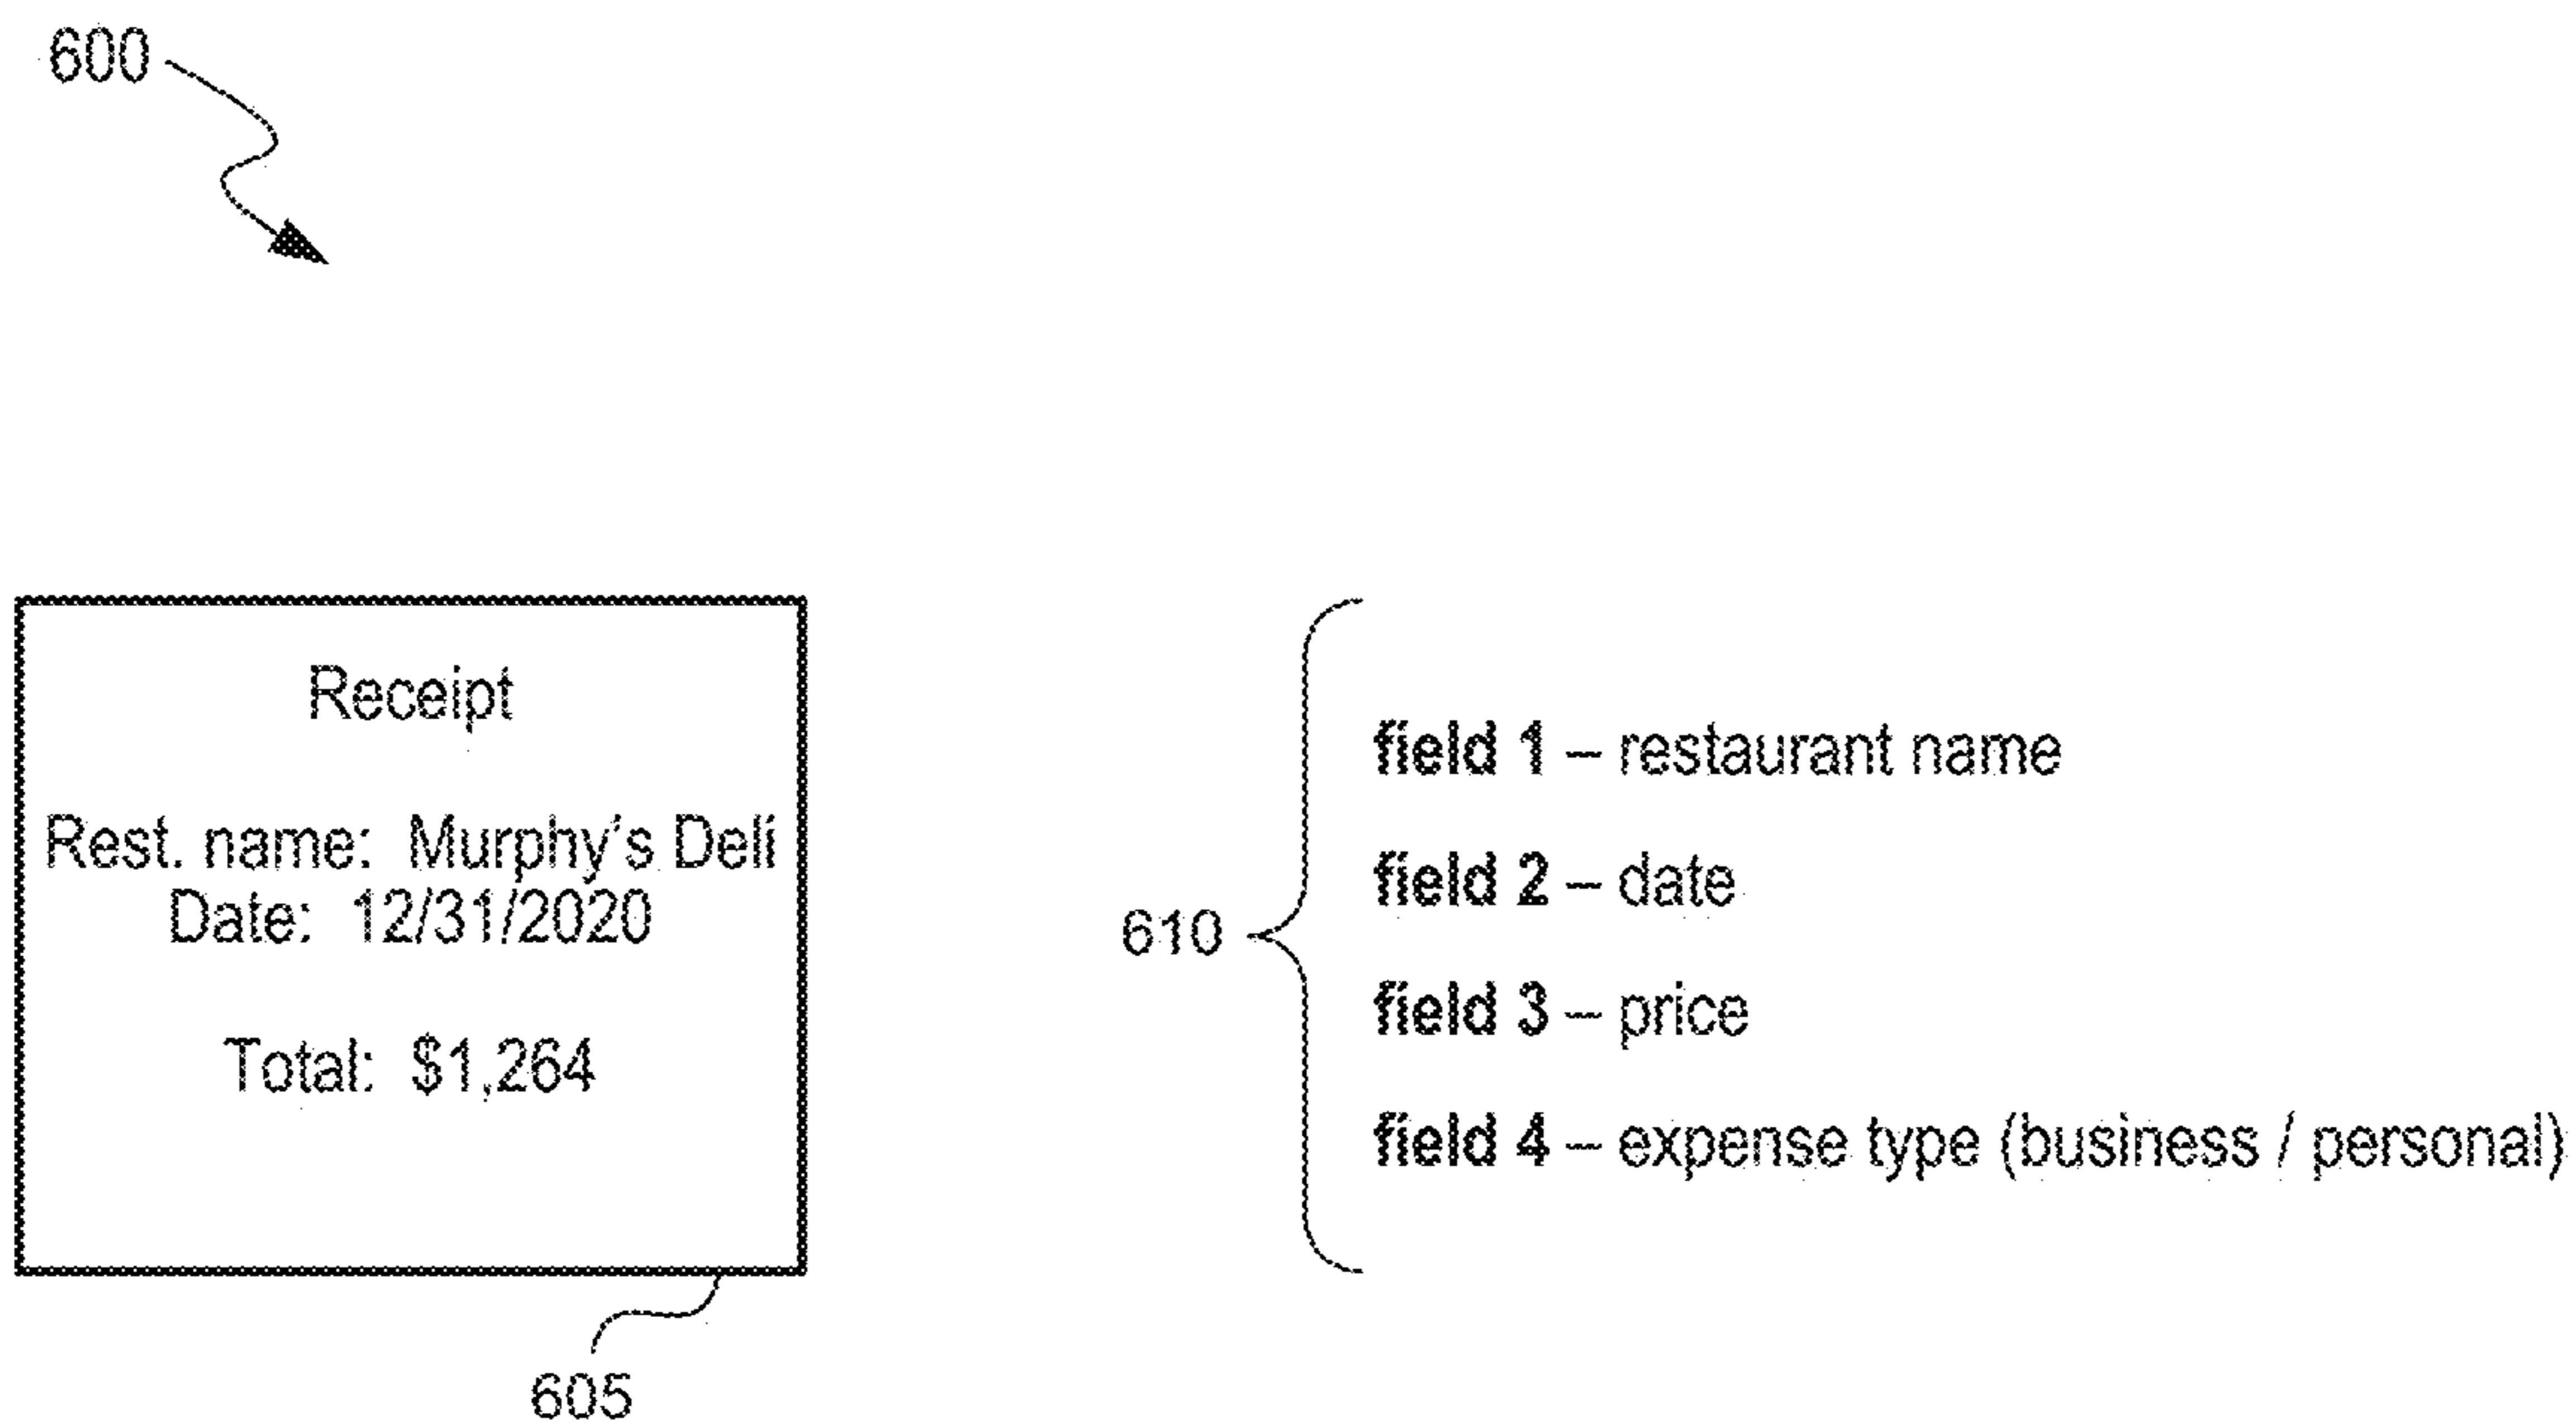 600
Receipt
Rest. name: Murphy's Deli
Date: 12/31/2020
Total: $1,264
605
610
field 1 – restaurant name
field 2 – date
field 3 – price
field 4 – expense type (business / personal)